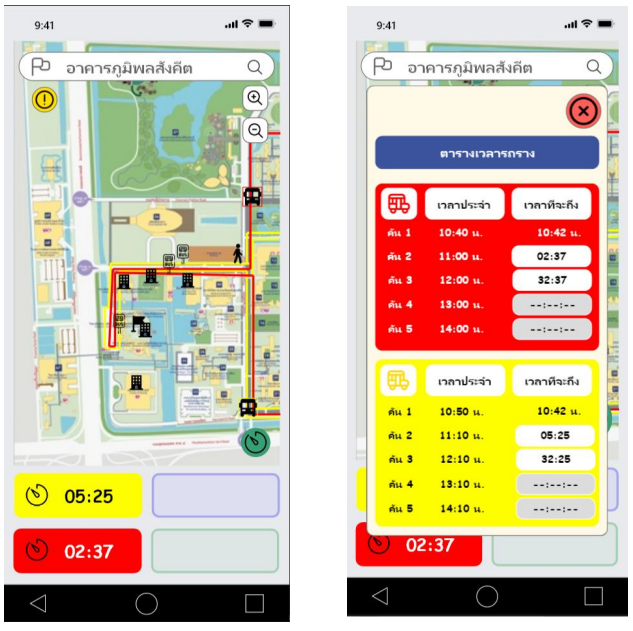 9:41
อาคารภูมิพลสังคีต
05:25
02:37
9:41
อาคารภูมิพลสังคีต
ตารางเวลารถราง
เวลาประจำ เวลาที่จะถึง
คัน 1 10:40 น. 10:42 น.
คัน 2 11:00 น. 02:37
คัน 3 12:00 น. 32:37
คัน 4 13:00 น. --:--:--
คัน 5 14:00 น. --:--:--
เวลาประจำ เวลาที่จะถึง
คัน 1 10:50 น. 10:42 น.
คัน 2 11:10 น. 05:25
คัน 3 12:10 น. 32:25
คัน 4 13:10 น. --:--:--
คัน 5 14:10 น. --:--:--
02:37